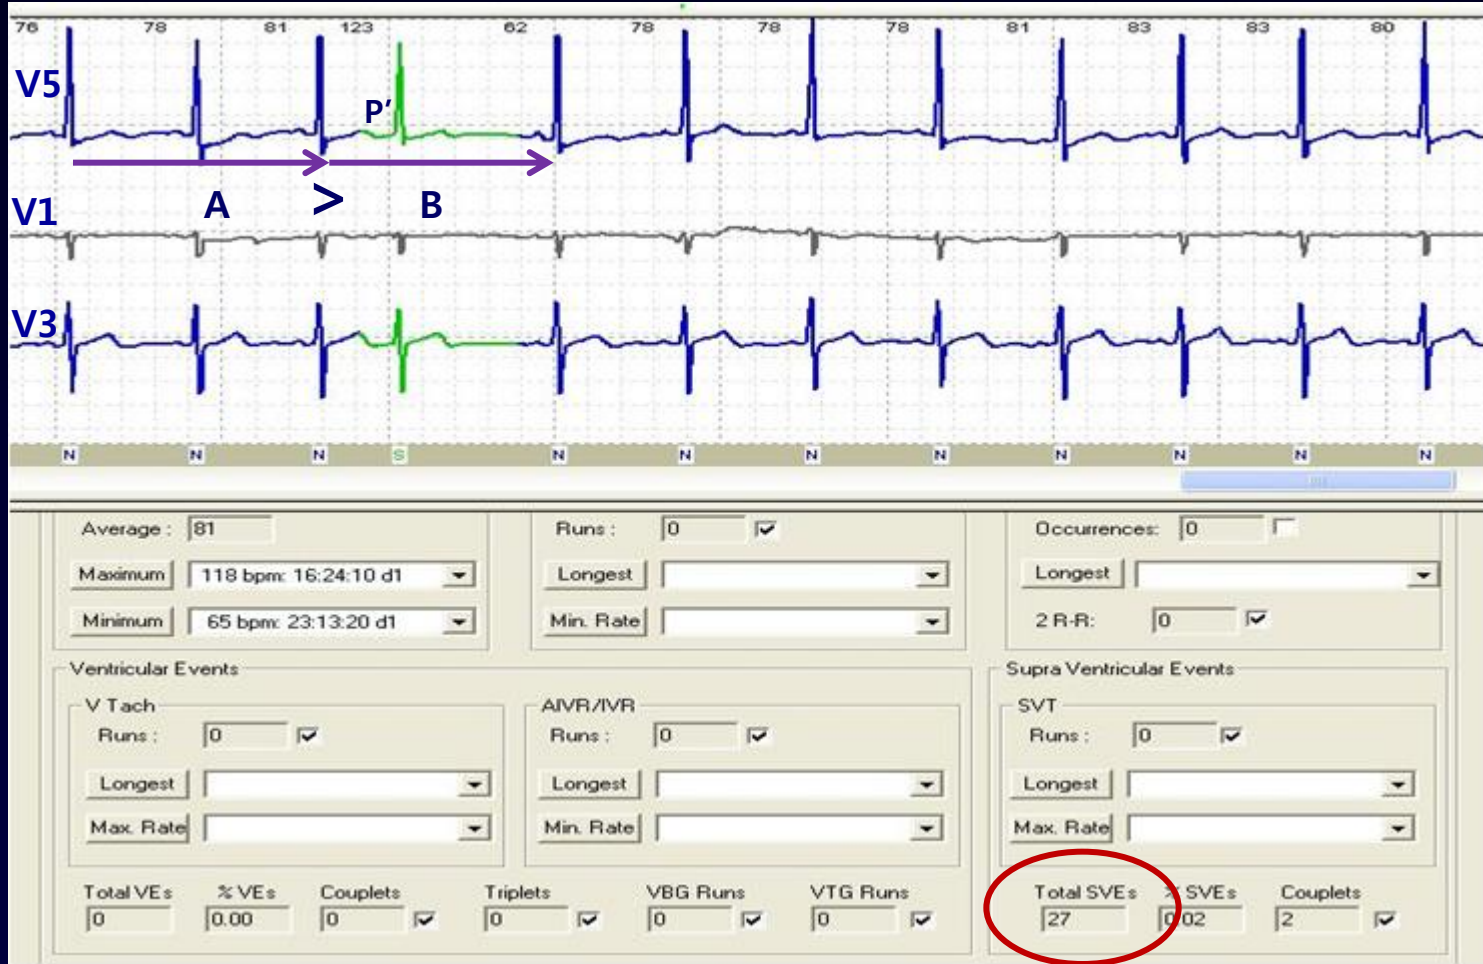 76 78 81 123 62 78 78 78 81 83 83 80
V5
P'
A > B
V1
V3
N N N S N N N N N N N N
Average : 81 Runs : 0 Occurrences: 0
Maximum 118 bpm: 16:24:10 d1 Longest Longest
Minimum 65 bpm: 23:13:20 d1 Min. Rate 2 R-R: 0
Ventricular Events Supra Ventricular Events
V Tach AIVR/IVR SVT
Runs : 0 Runs : 0 Runs : 0
Longest Longest Longest
Max. Rate Min. Rate Max. Rate
Total VEs % VEs Couplets Triplets VBG Runs VTG Runs Total SVEs % SVEs Couplets
0 0.00 0 0 0 0 27 0.02 2